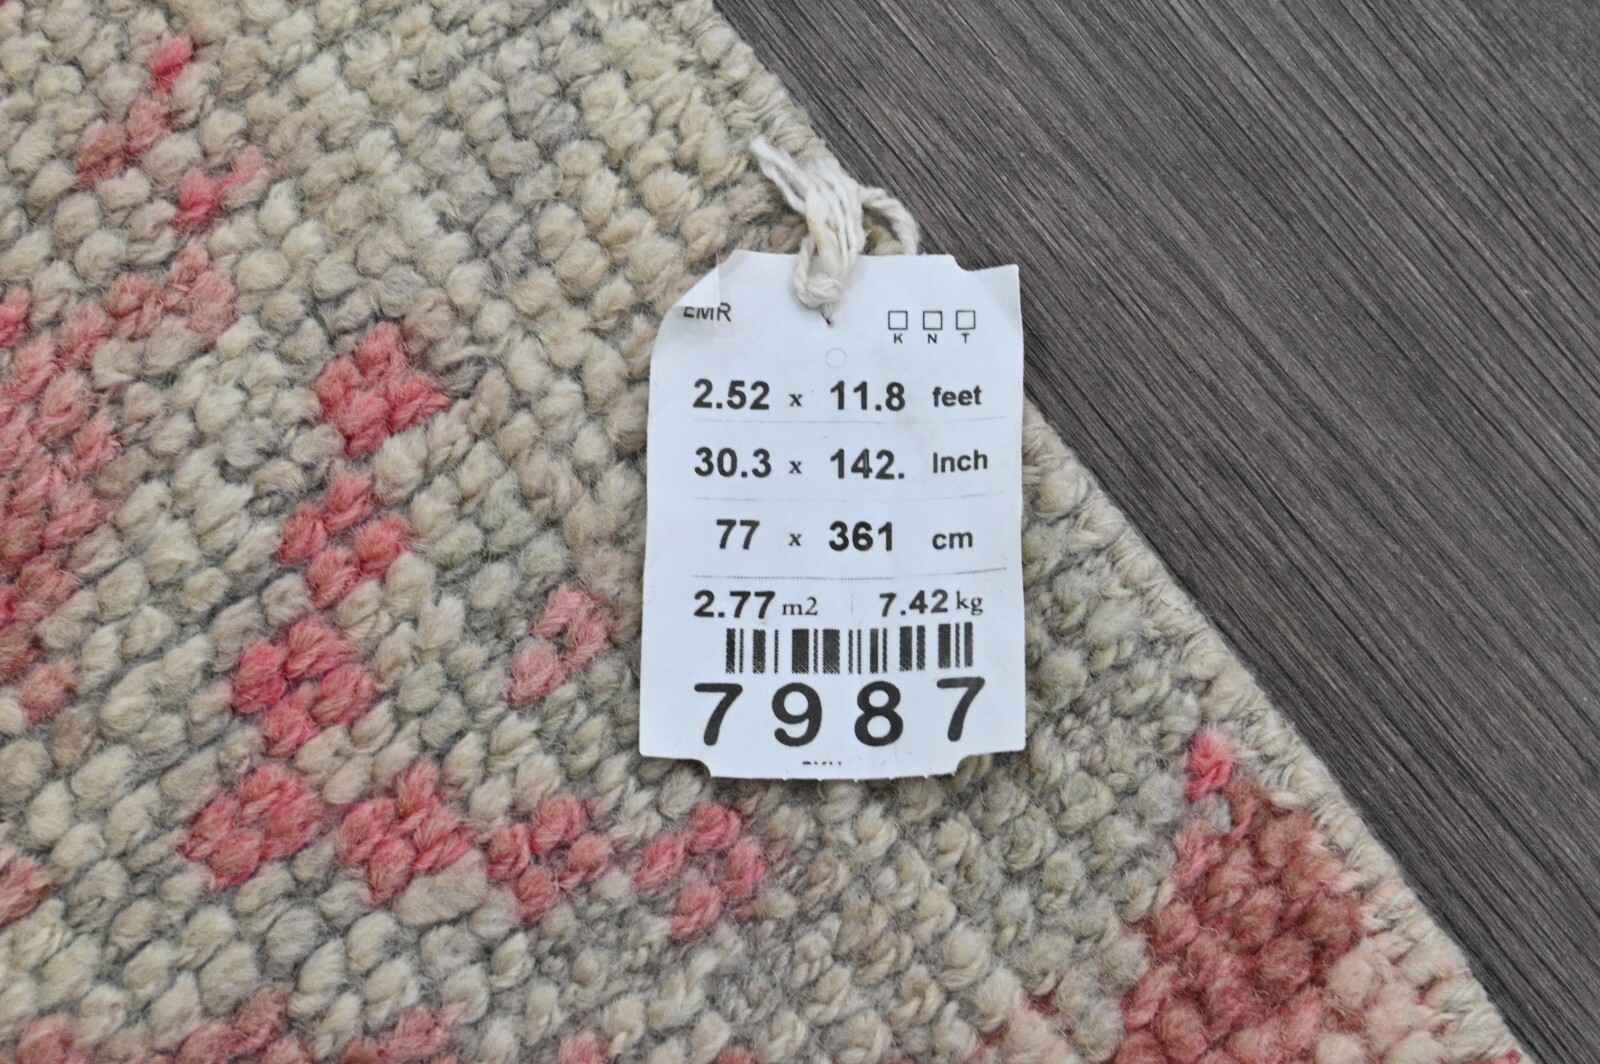 EMR
K N T
2.52 x 11.8 feet
30.3 x 142. Inch
77 x 361 cm
2.77 m2 7.42 kg
7987